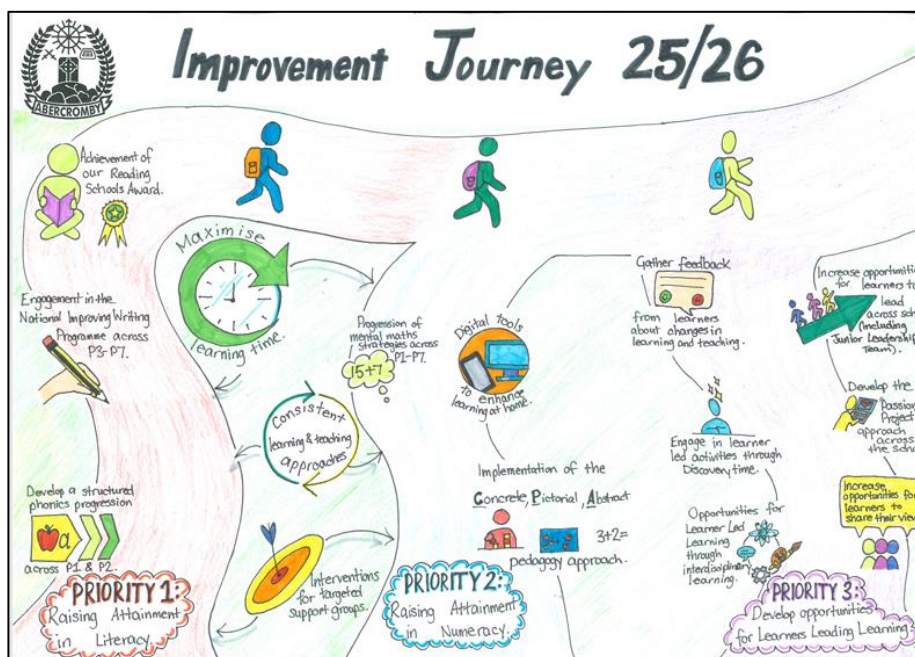 Improvement Journey 25/26
ABERCROMBY
Achievement of
our Reading
Schools Award.
Engagement in the
National Improving Writing
Programme across
P3-P7.
Develop a structured
phonics progression
a
across P1 & P2.
PRIORITY 1:
Raising Attainment
in Literacy.
Maximise
learning time.
Consistent
learning & teaching
approaches
Interventions
for targeted
support groups.
Progression of
mental maths
strategies across
P1-P7.
15+7
Digital tools
to enhance
learning at home.
Implementation of the
Concrete, Pictorial, Abstract
3+2=
pedagogy approach.
PRIORITY 2:
Raising Attainment
in Numeracy.
Gather feedback
from learners
about changes in
learning and teaching.
Engage in learner
led activities through
Discovery time.
Opportunities
for Learner Led
Learning
through
interdisciplinary
learning.
Increase opportunities
for learners to
lead
across
(including
Junior Leadership
Team).
Develop the
Passion
Project
approach
across
the
Increase
opportunities for
learners to
share their
PRIORITY 3:
Develop opportunities
for Learners Leading Learning